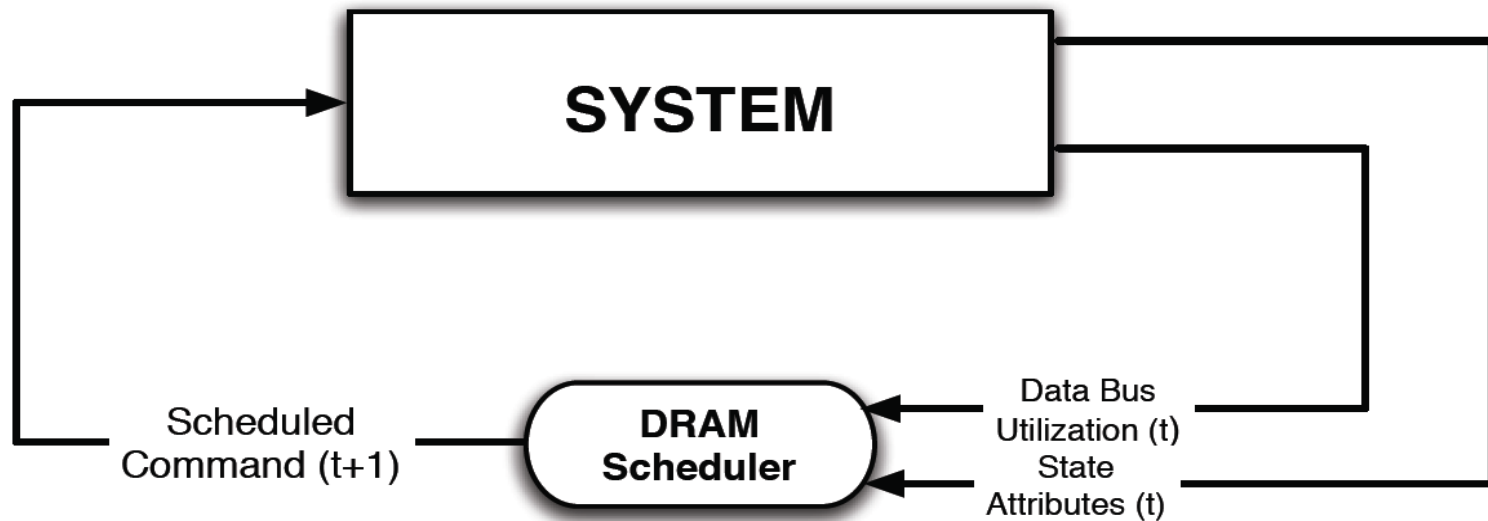 SYSTEM
Scheduled
Command (t+1)
DRAM
Scheduler
Data Bus
Utilization (t)
State
Attributes (t)